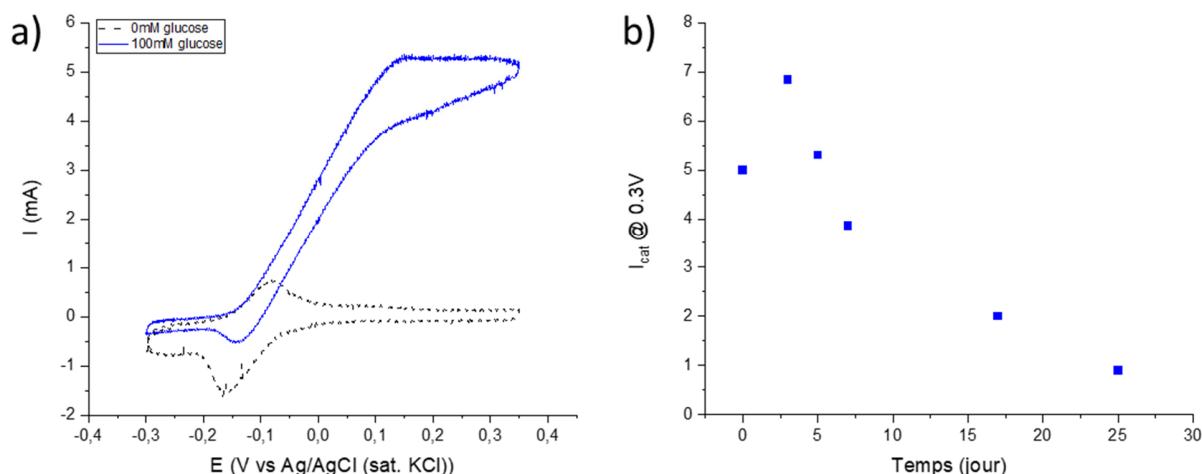 a)
0mM glucose
100mM glucose
I (mA)
6
5
4
3
2
1
0
-1
-2
-0,4 -0,3 -0,2 -0,1 0,0 0,1 0,2 0,3 0,4
E (V vs Ag/AgCl (sat. KCl))
b)
I_cat @ 0.3V
8
7
6
5
4
3
2
1
0
0 5 10 15 20 25 30
Temps (jour)